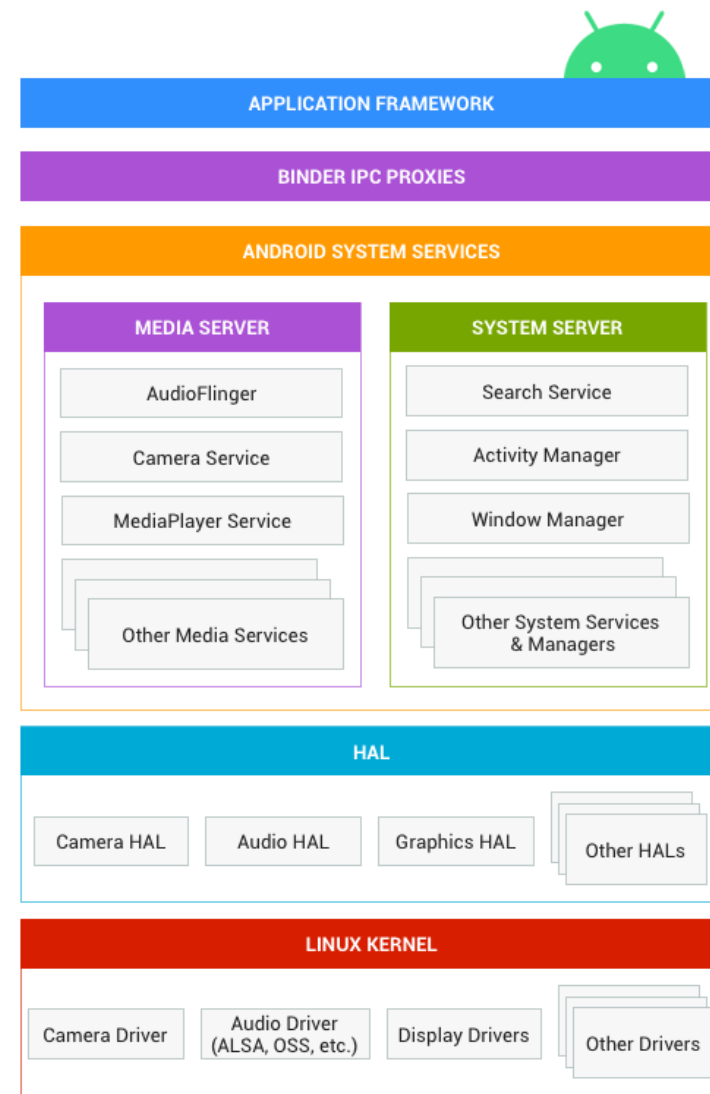 APPLICATION FRAMEWORK
BINDER IPC PROXIES
ANDROID SYSTEM SERVICES
MEDIA SERVER
AudioFlinger
Camera Service
MediaPlayer Service
Other Media Services
SYSTEM SERVER
Search Service
Activity Manager
Window Manager
Other System Services
& Managers
HAL
Camera HAL
Audio HAL
Graphics HAL
Other HALs
LINUX KERNEL
Camera Driver
Audio Driver
(ALSA, OSS, etc.)
Display Drivers
Other Drivers